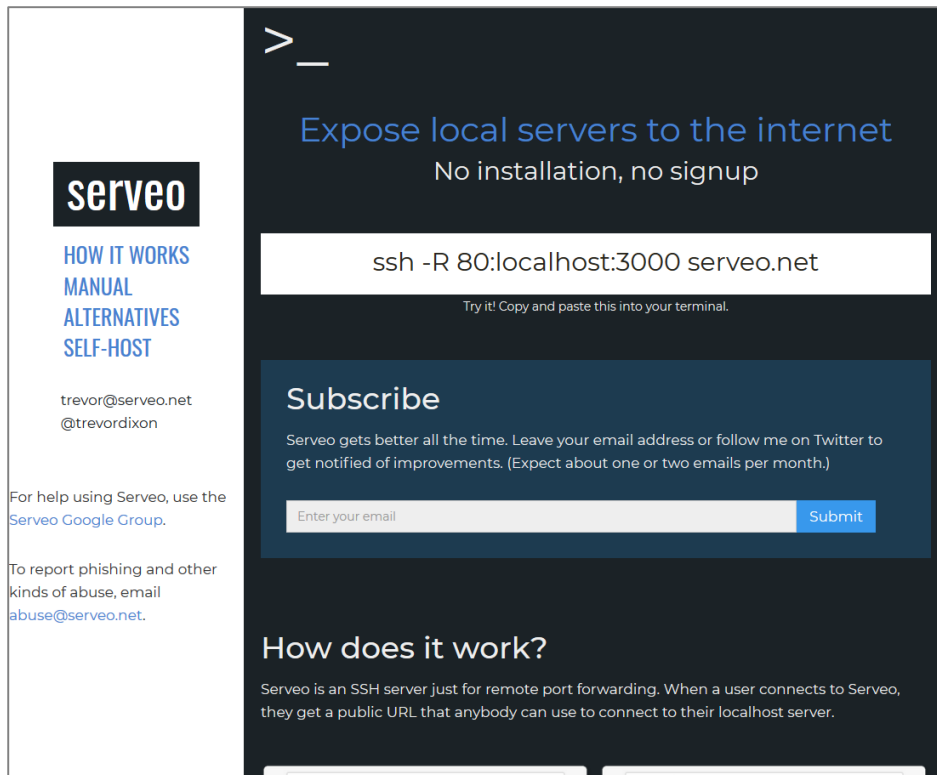 serveo
HOW IT WORKS
MANUAL
ALTERNATIVES
SELF-HOST
trevor@serveo.net
@trevordixon
For help using Serveo, use the
Serveo Google Group.
To report phishing and other
kinds of abuse, email
abuse@serveo.net.
>_
Expose local servers to the internet
No installation, no signup
ssh -R 80:localhost:3000 serveo.net
Try it! Copy and paste this into your terminal.
Subscribe
Serveo gets better all the time. Leave your email address or follow me on Twitter to
get notified of improvements. (Expect about one or two emails per month.)
Enter your email
Submit
How does it work?
Serveo is an SSH server just for remote port forwarding. When a user connects to Serveo,
they get a public URL that anybody can use to connect to their localhost server.